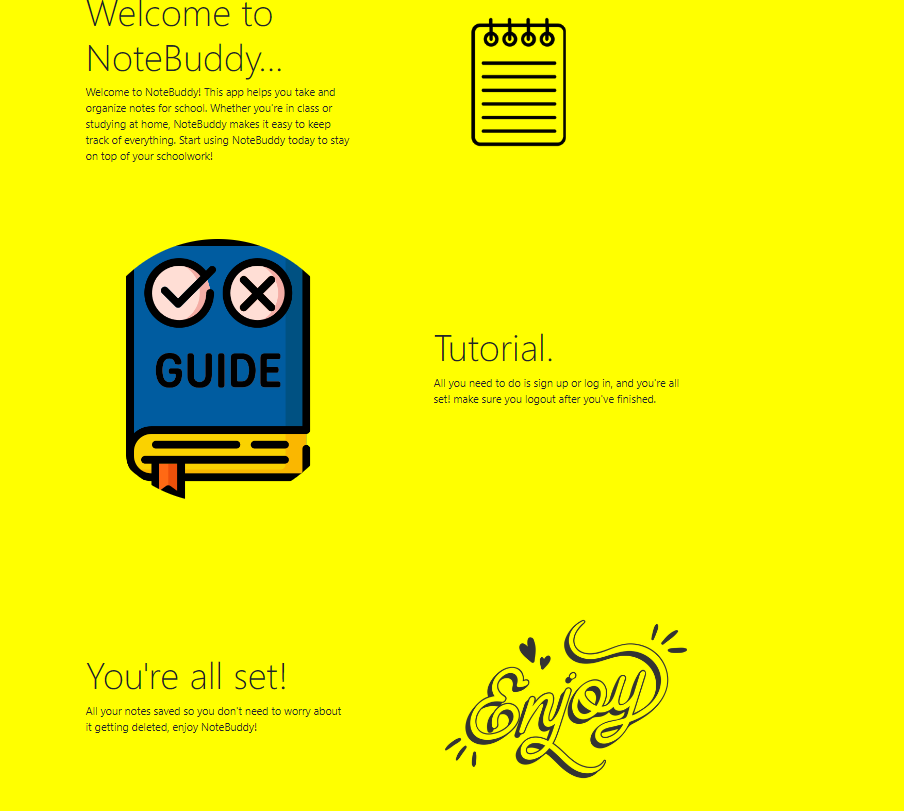 Welcome to
NoteBuddy...
Welcome to NoteBuddy! This app helps you take and
organize notes for school. Whether you're in class or
studying at home, NoteBuddy makes it easy to keep
track of everything. Start using NoteBuddy today to stay
on top of your schoolwork!
GUIDE
Tutorial.
All you need to do is sign up or log in, and you're all
set! make sure you logout after you've finished.
You're all set!
All your notes saved so you don't need to worry about
it getting deleted, enjoy NoteBuddy!
Enjoy